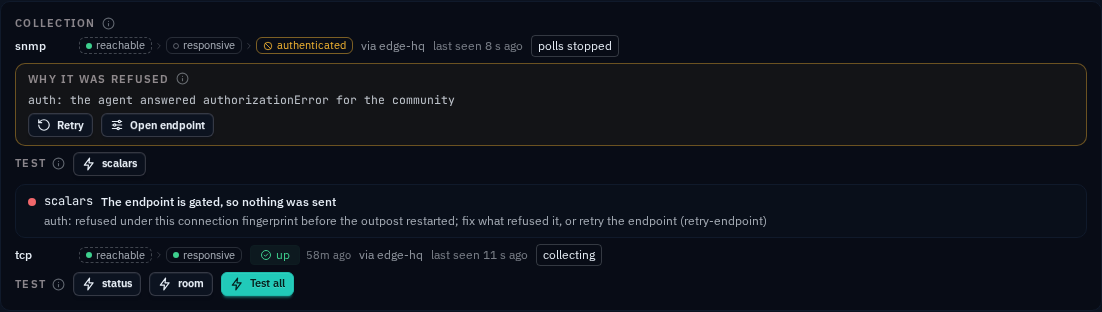 COLLECTION
snmp reachable responsive authenticated via edge-hq last seen 8 s ago polls stopped
WHY IT WAS REFUSED
auth: the agent answered authorizationError for the community
Retry Open endpoint
TEST scalars
scalars The endpoint is gated, so nothing was sent
auth: refused under this connection fingerprint before the outpost restarted; fix what refused it, or retry the endpoint (retry-endpoint)
tcp reachable responsive up 58m ago via edge-hq last seen 11 s ago collecting
TEST status room Test all